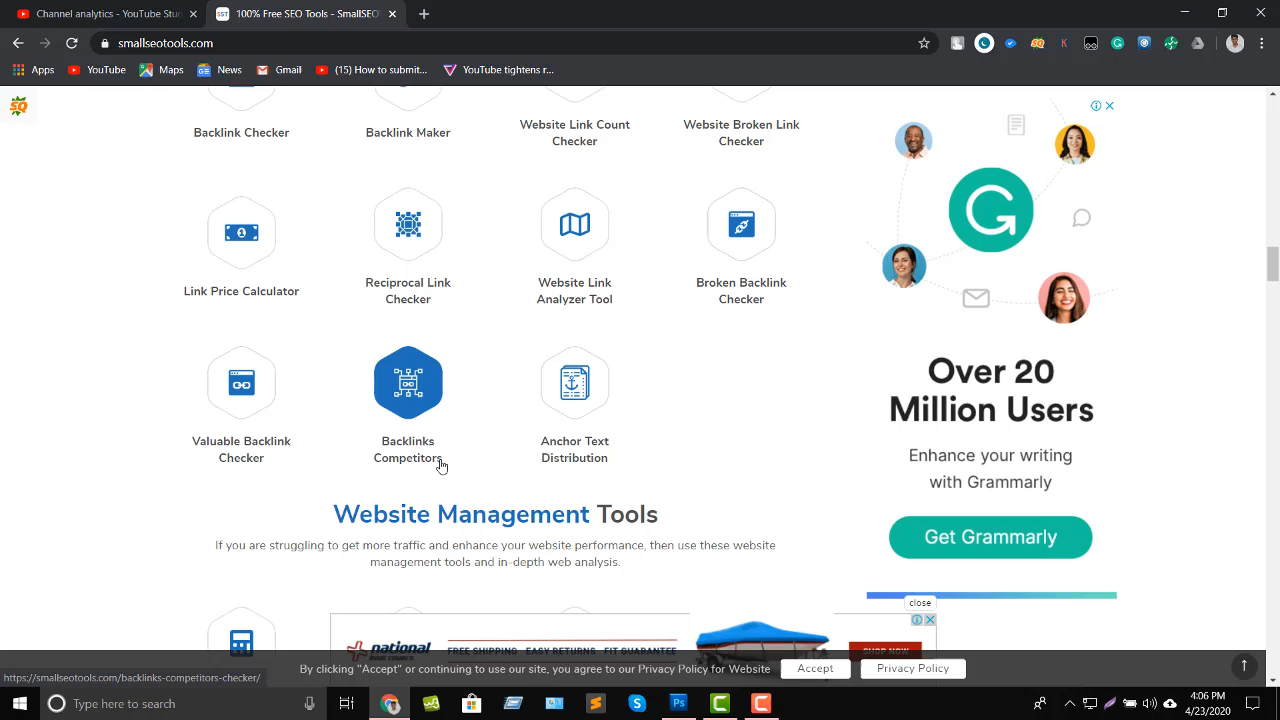 Channel analytics - YouTube Stu
100% Free SEO Tools - SmallSEO
smallseotools.com
Apps
YouTube
Maps
News
Gmail
(15) How to submit...
YouTube tightens r...
SQ
Backlink Checker
Backlink Maker
Website Link Count
Checker
Website Broken Link
Checker
Link Price Calculator
Reciprocal Link
Checker
Website Link
Analyzer Tool
Broken Backlink
Checker
Valuable Backlink
Checker
Backlinks
Competitors
Anchor Text
Distribution
Website Management Tools
If you are struggling to get more traffic and enhance your website performance, then use these website
management tools and in-depth web analysis.
G
Over 20
Million Users
Enhance your writing
with Grammarly
Get Grammarly
close
national
FREE SHIPPING EASY RETURNS FIT GUARANTEE
SHOP NOW
By clicking "Accept" or continuing to use our site, you agree to our Privacy Policy for Website
Accept
Privacy Policy
https://smallseotools.com/backlinks-competitors-checker/
Type here to search
Ps
4:06 PM
4/23/2020